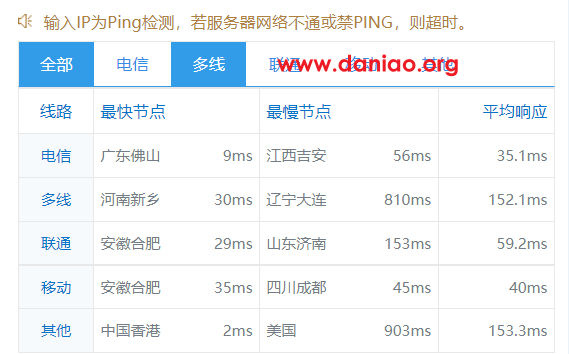 输入IP为Ping检测，若服务器网络不通或禁PING，则超时。
全部 电信 多线 联通 移动 其他
www.daniao.org
线路 最快节点 最慢节点 平均响应
电信 广东佛山 9ms 江西吉安 56ms 35.1ms
多线 河南新乡 30ms 辽宁大连 810ms 152.1ms
联通 安徽合肥 29ms 山东济南 153ms 59.2ms
移动 安徽合肥 35ms 四川成都 45ms 40ms
其他 中国香港 2ms 美国 903ms 153.3ms